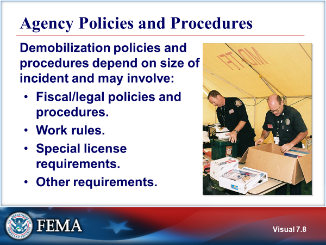 Agency Policies and Procedures
Demobilization policies and
procedures depend on size of
incident and may involve:
• Fiscal/legal policies and
procedures.
• Work rules.
• Special license
requirements.
• Other requirements.
FEMA
Visual 7.8